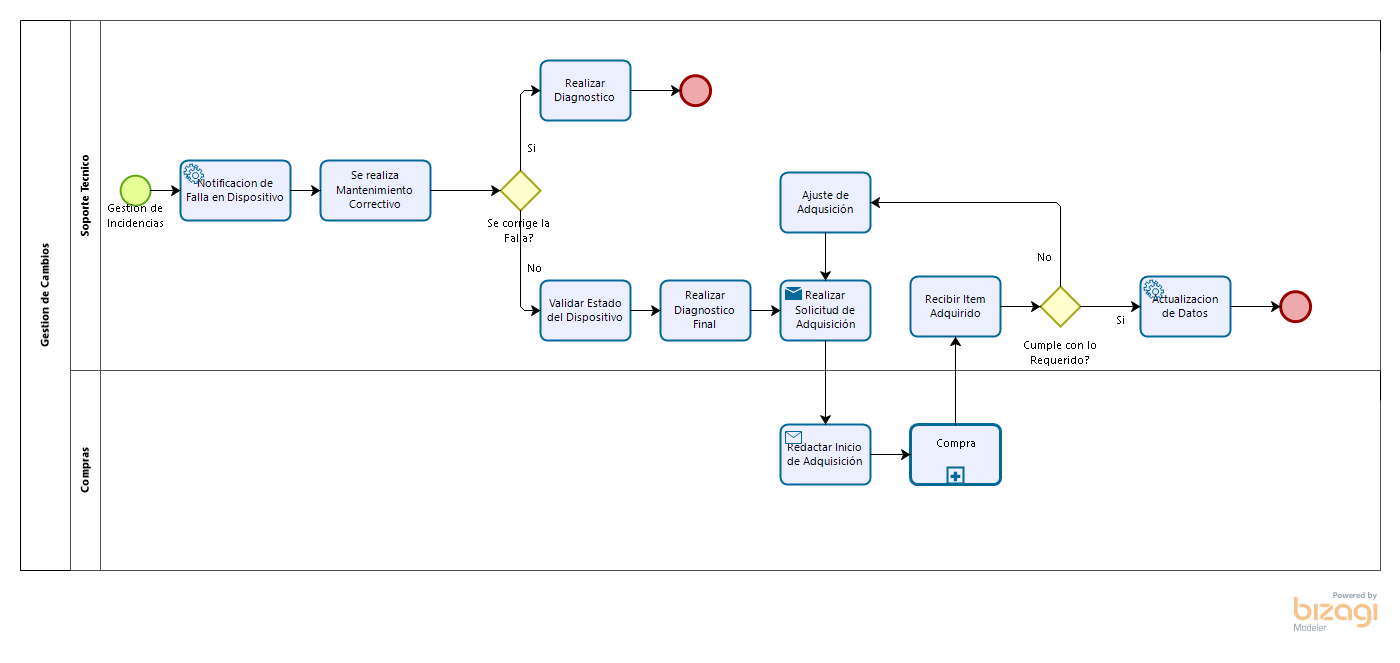 Gestion de Cambios
Soporte Tecnico
Gestion de
Incidencias
Notificacion de
Falla en Dispositivo
Se realiza
Mantenimiento
Correctivo
Se corrige la
Falla?
Si
Realizar
Diagnostico
No
Validar Estado
del Dispositivo
Realizar
Diagnostico
Final
Realizar
Solicitud de
Adquisición
Ajuste de
Adqusición
Recibir Item
Adquirido
Cumple con lo
Requerido?
No
Si
Actualizacion
de Datos
Compras
Redactar Inicio
de Adquisición
Compra
Powered by
bizagi
Modeler